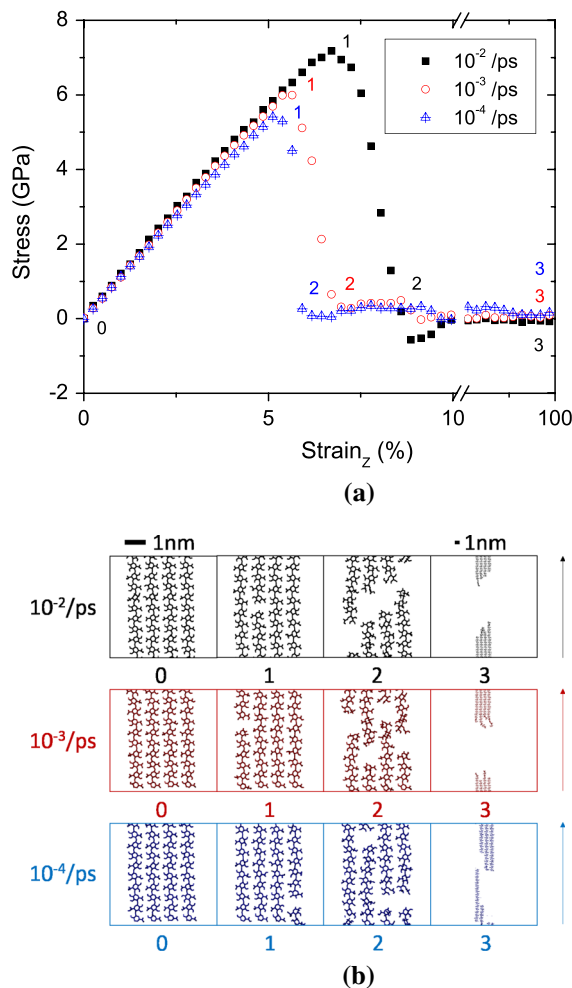 8
6
4
2
0
-2
Stress (GPa)
1
1
1
10⁻² /ps
10⁻³ /ps
10⁻⁴ /ps
0
2 2 2
3
3
3
0 5 10 100
Strain_Z (%)
(a)
1nm 1nm
10⁻²/ps
0 1 2 3
10⁻³/ps
0 1 2 3
10⁻⁴/ps
0 1 2 3
(b)